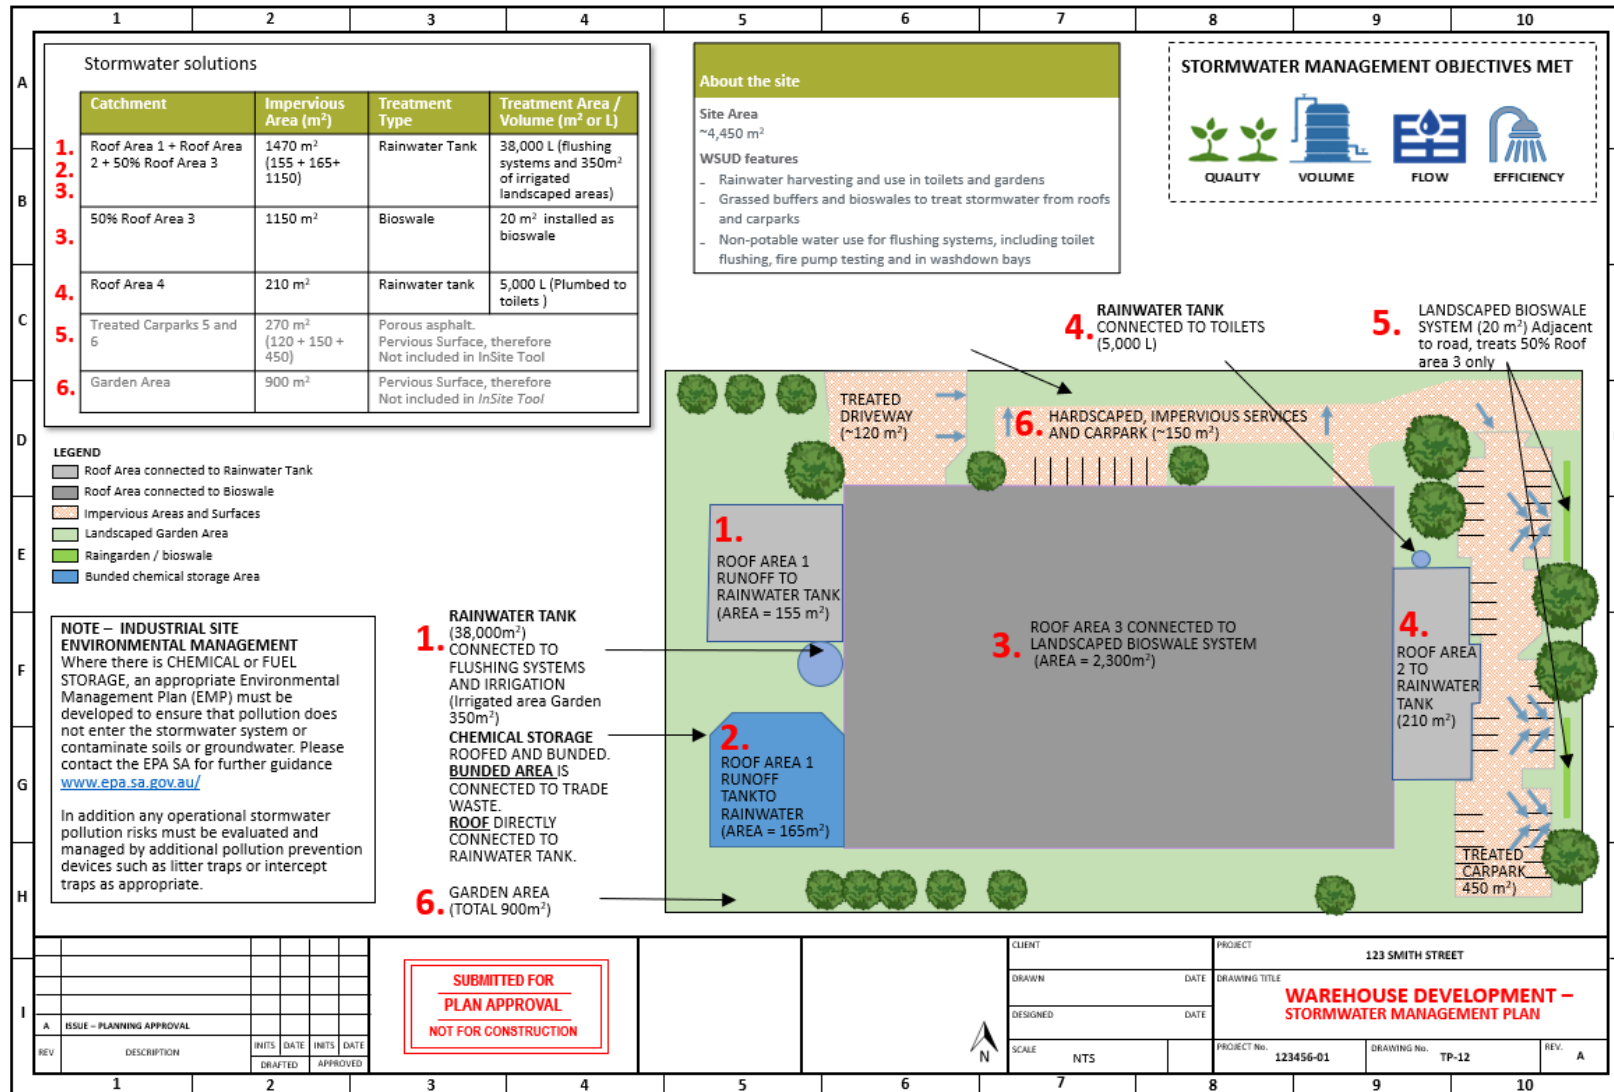 1 2 3 4 5 6 7 8 9 10
A
B
C
D
E
F
G
H
I
Stormwater solutions
Catchment
Impervious
Area (m²)
Treatment
Type
Treatment Area /
Volume (m² or L)
1.
2.
3.
Roof Area 1 + Roof Area
2 + 50% Roof Area 3
1470 m²
(155 + 165+
1150)
Rainwater Tank
38,000 L (flushing
systems and 350m²
of irrigated
landscaped areas)
3.
50% Roof Area 3
1150 m²
Bioswale
20 m² installed as
bioswale
4.
Roof Area 4
210 m²
Rainwater tank
5,000 L (Plumbed to
toilets )
5.
Treated Carparks 5 and
6
270 m²
(120 + 150 +
450)
Porous asphalt.
Pervious Surface, therefore
Not included in InSite Tool
6.
Garden Area
900 m²
Pervious Surface, therefore
Not included in InSite Tool
About the site
Site Area
~4,450 m²
WSUD features
- Rainwater harvesting and use in toilets and gardens
- Grassed buffers and bioswales to treat stormwater from roofs
and carparks
- Non-potable water use for flushing systems, including toilet
flushing, fire pump testing and in washdown bays
STORMWATER MANAGEMENT OBJECTIVES MET
QUALITY VOLUME FLOW EFFICIENCY
LEGEND
Roof Area connected to Rainwater Tank
Roof Area connected to Bioswale
Impervious Areas and Surfaces
Landscaped Garden Area
Raingarden / bioswale
Bunded chemical storage Area
NOTE – INDUSTRIAL SITE
ENVIRONMENTAL MANAGEMENT
Where there is CHEMICAL or FUEL
STORAGE, an appropriate Environmental
Management Plan (EMP) must be
developed to ensure that pollution does
not enter the stormwater system or
contaminate soils or groundwater. Please
contact the EPA SA for further guidance
www.epa.sa.gov.au/
In addition any operational stormwater
pollution risks must be evaluated and
managed by additional pollution prevention
devices such as litter traps or intercept
traps as appropriate.
4.
RAINWATER TANK
CONNECTED TO TOILETS
(5,000 L)
5.
LANDSCAPED BIOSWALE
SYSTEM (20 m²) Adjacent
to road, treats 50% Roof
area 3 only
TREATED
DRIVEWAY
(~120 m²)
6.
HARDSCAPED, IMPERVIOUS SERVICES
AND CARPARK (~150 m²)
1.
ROOF AREA 1
RUNOFF TO
RAINWATER TANK
(AREA = 155 m²)
1.
RAINWATER TANK
(38,000m²)
CONNECTED TO
FLUSHING SYSTEMS
AND IRRIGATION
(Irrigated area Garden
350m²)
CHEMICAL STORAGE
ROOFED AND BUNDED.
BUNDED AREA IS
CONNECTED TO TRADE
WASTE.
ROOF DIRECTLY
CONNECTED TO
RAINWATER TANK.
2.
ROOF AREA 1
RUNOFF
TANKTO
RAINWATER
(AREA = 165m²)
3.
ROOF AREA 3 CONNECTED TO
LANDSCAPED BIOSWALE SYSTEM
(AREA = 2,300m²)
4.
ROOF AREA
2 TO
RAINWATER
TANK
(210 m²)
TREATED
CARPARK
450 m²)
6.
GARDEN AREA
(TOTAL 900m²)
A ISSUE – PLANNING APPROVAL
REV DESCRIPTION INITS DATE INITS DATE
DRAFTED APPROVED
SUBMITTED FOR
PLAN APPROVAL
NOT FOR CONSTRUCTION
N
CLIENT
DRAWN DATE
DESIGNED DATE
SCALE NTS
PROJECT
123 SMITH STREET
DRAWING TITLE
WAREHOUSE DEVELOPMENT –
STORMWATER MANAGEMENT PLAN
PROJECT No. 123456-01
DRAWING No. TP-12
REV. A
1 2 3 4 5 6 7 8 9 10